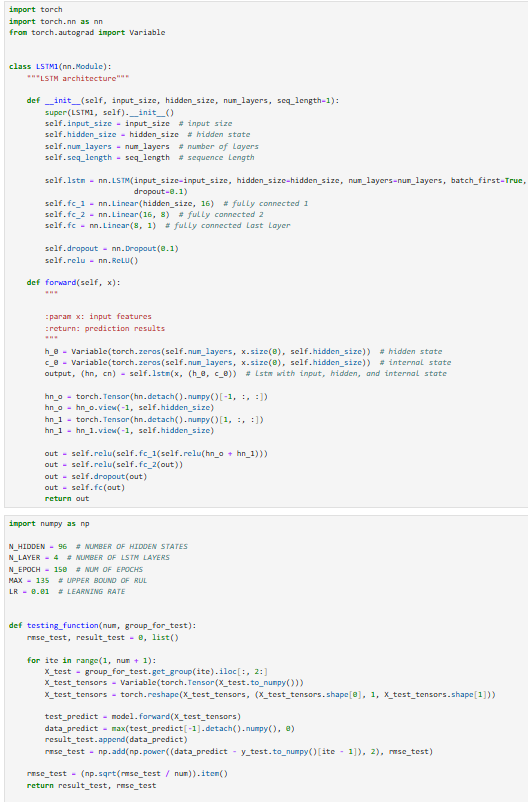 import torch
import torch.nn as nn
from torch.autograd import Variable
class LSTM1(nn.Module):
    """LSTM architecture"""
    def __init__(self, input_size, hidden_size, num_layers, seq_length=1):
        super(LSTM1, self).__init__()
        self.input_size = input_size  # input size
        self.hidden_size = hidden_size  # hidden state
        self.num_layers = num_layers  # number of layers
        self.seq_length = seq_length  # sequence length
        self.lstm = nn.LSTM(input_size=input_size, hidden_size=hidden_size, num_layers=num_layers, batch_first=True,
                            dropout=0.1)
        self.fc_1 = nn.Linear(hidden_size, 16)  # fully connected 1
        self.fc_2 = nn.Linear(16, 8)  # fully connected 2
        self.fc = nn.Linear(8, 1)  # fully connected last layer
        self.dropout = nn.Dropout(0.1)
        self.relu = nn.ReLU()
    def forward(self, x):
        """
        :param x: input features
        :return: prediction results
        """
        h_0 = Variable(torch.zeros(self.num_layers, x.size(0), self.hidden_size))  # hidden state
        c_0 = Variable(torch.zeros(self.num_layers, x.size(0), self.hidden_size))  # internal state
        output, (hn, cn) = self.lstm(x, (h_0, c_0))  # lstm with input, hidden, and internal state
        hn_o = torch.Tensor(hn.detach().numpy()[-1, :, :])
        hn_o = hn_o.view(-1, self.hidden_size)
        hn_1 = torch.Tensor(hn.detach().numpy()[1, :, :])
        hn_1 = hn_1.view(-1, self.hidden_size)
        out = self.relu(self.fc_1(self.relu(hn_o + hn_1)))
        out = self.relu(self.fc_2(out))
        out = self.dropout(out)
        out = self.fc(out)
        return out
import numpy as np
N_HIDDEN = 96  # NUMBER OF HIDDEN STATES
N_LAYER = 4  # NUMBER OF LSTM LAYERS
N_EPOCH = 150  # NUM OF EPOCHS
MAX = 135  # UPPER BOUND OF RUL
LR = 0.01  # LEARNING RATE
def testing_function(num, group_for_test):
    rmse_test, result_test = 0, list()
    for ite in range(1, num + 1):
        X_test = group_for_test.get_group(ite).iloc[:, 2:]
        X_test_tensors = Variable(torch.Tensor(X_test.to_numpy()))
        X_test_tensors = torch.reshape(X_test_tensors, (X_test_tensors.shape[0], 1, X_test_tensors.shape[1]))
        test_predict = model.forward(X_test_tensors)
        data_predict = max(test_predict[-1].detach().numpy(), 0)
        result_test.append(data_predict)
        rmse_test = np.add(np.power((data_predict - y_test.to_numpy()[ite - 1]), 2), rmse_test)
    rmse_test = (np.sqrt(rmse_test / num)).item()
    return result_test, rmse_test